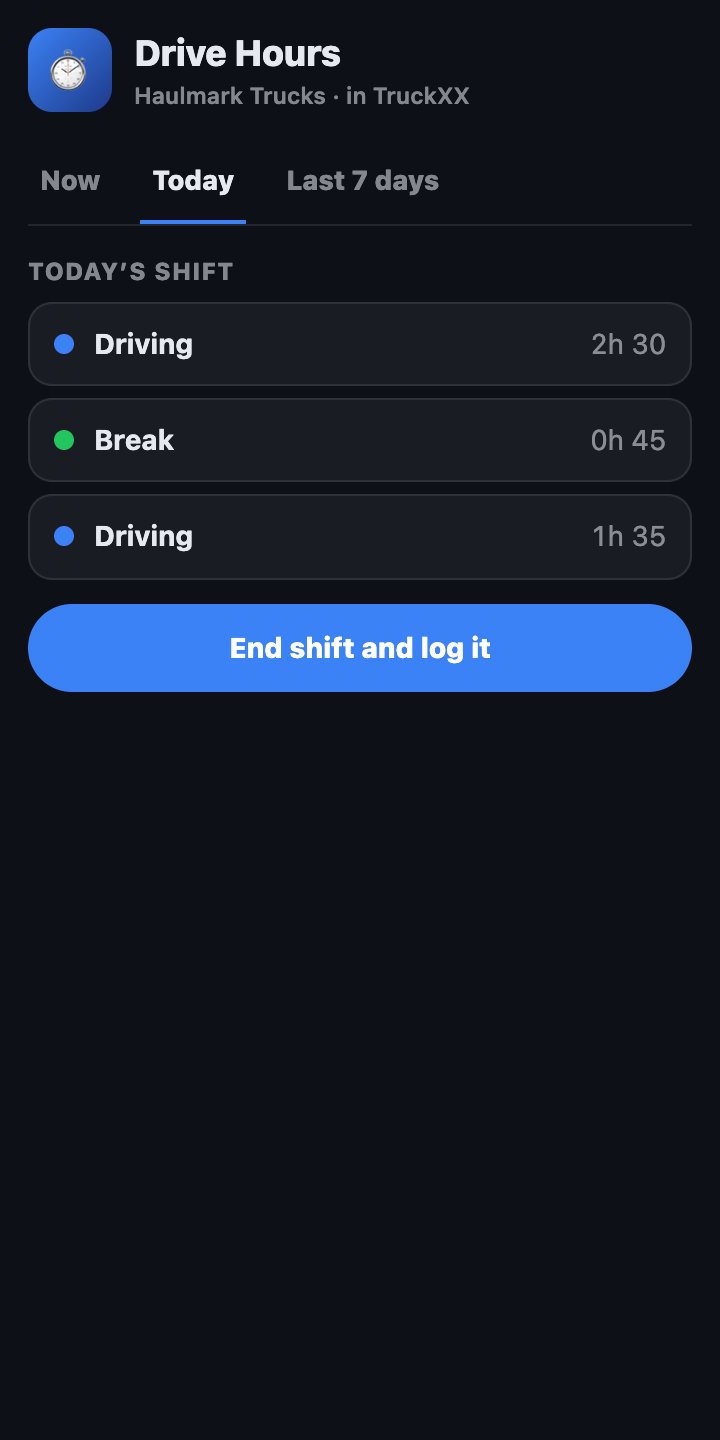 Drive Hours
Haulmark Trucks · in TruckXX
Now Today Last 7 days
TODAY’S SHIFT
Driving 2h 30
Break 0h 45
Driving 1h 35
End shift and log it